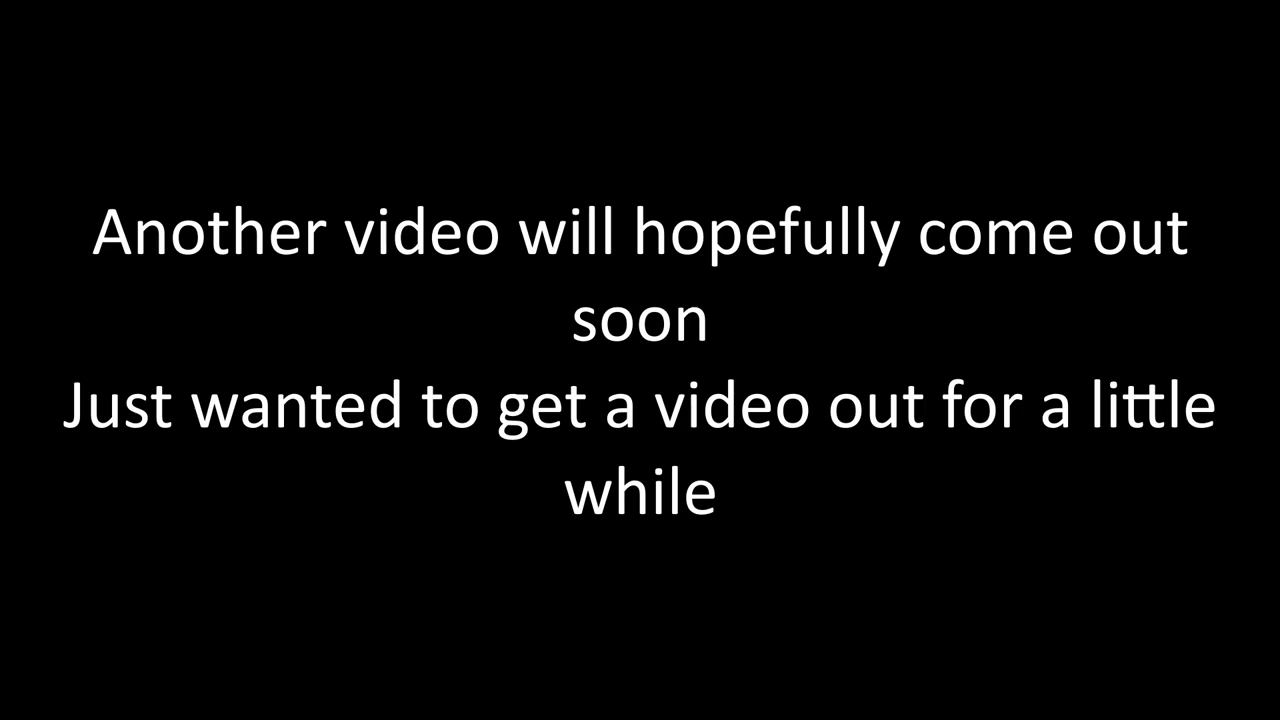 Another video will hopefully come out
soon
Just wanted to get a video out for a little
while